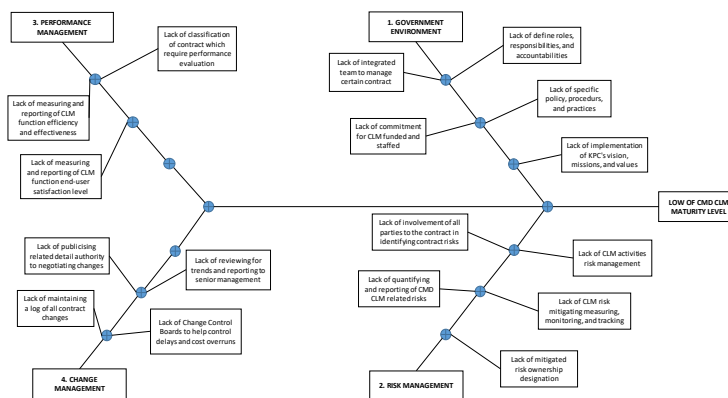 3. PERFORMANCE
MANAGEMENT
Lack of classification
of contract which
require performance
evaluation
Lack of measuring and
reporting of CLM
function efficiency
and effectiveness
Lack of measuring
and reporting of CLM
function end-user
satisfaction level
1. GOVERNMENT
ENVIRONMENT
Lack of define roles,
responsibilities, and
accountabilities
Lack of integrated
team to manage
certain contract
Lack of specific
policy, procedurs,
and practices
Lack of commitment
for CLM funded and
staffed
Lack of implementation
of KPC's vision,
missions, and values
LOW OF CMD CLM
MATURITY LEVEL
Lack of publicising
related detail authority
to negotiating changes
Lack of reviewing for
trends and reporting to
senior management
Lack of maintaining
a log of all contract
changes
Lack of Change Control
Boards to help control
delays and cost overruns
4. CHANGE
MANAGEMENT
Lack of involvement of all
parties to the contract in
identifying contract risks
Lack of CLM activities
risk management
Lack of quantifying
and reporting of CMD
CLM related risks
Lack of CLM risk
mitigating measuring,
monitoring, and tracking
Lack of mitigated
risk ownership
designation
2. RISK MANAGEMENT